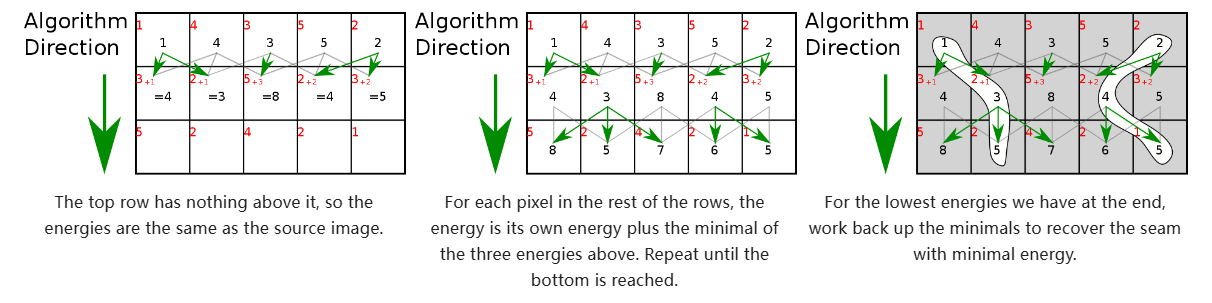 Algorithm
Direction
1 4 3 5 2
1 4 3 5 2
3+1 2+1 5+3 2+2 3+2
=4 =3 =8 =4 =5
5 2 4 2 1
The top row has nothing above it, so the
energies are the same as the source image.
Algorithm
Direction
1 4 3 5 2
1 4 3 5 2
3+1 2+1 5+3 2+2 3+2
4 3 8 4 5
5 2 4 2 1
8 5 7 6 5
For each pixel in the rest of the rows, the
energy is its own energy plus the minimal of
the three energies above. Repeat until the
bottom is reached.
Algorithm
Direction
1 4 3 5 2
1 4 3 5 2
3+1 2+1 5+3 2+2 3+2
4 3 8 4 5
5 2 4 2 1
8 5 7 6 5
For the lowest energies we have at the end,
work back up the minimals to recover the seam
with minimal energy.